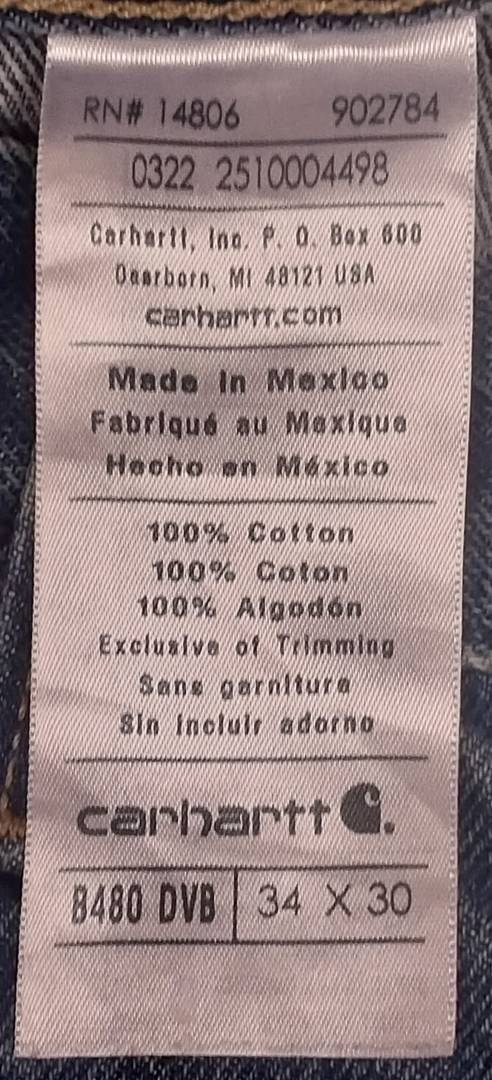 RN# 14806 902784
0322 2510004498
Carhartt, Inc. P. O. Box 600
Dearborn, MI 48121 USA
carhartt.com
Made in Mexico
Fabriqué au Mexique
Hecho en México
100% Cotton
100% Coton
100% Algodón
Exclusive of Trimming
Sans garniture
Sin incluir adorno
carhartt
B480 DVB 34 X 30